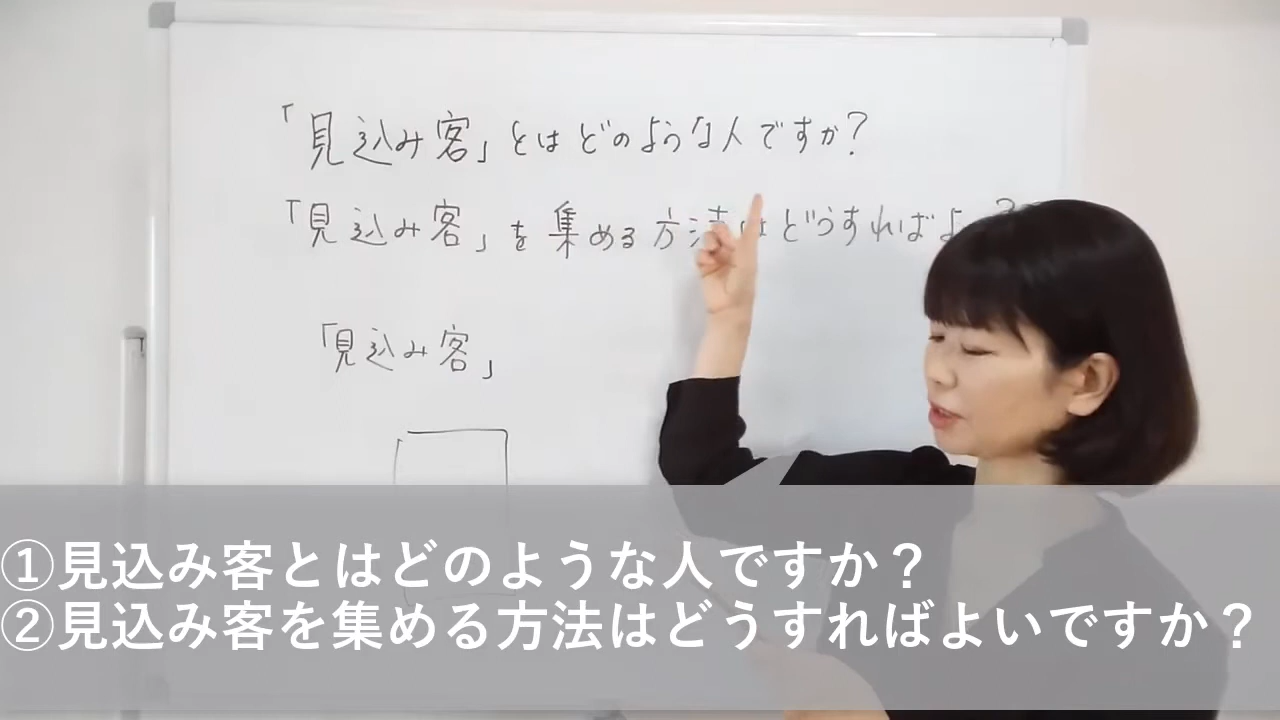 「見込み客」とはどのような人ですか？
「見込み客」を集める方法はどうすればよ
「見込み客」
①見込み客とはどのような人ですか？
②見込み客を集める方法はどうすればよいですか？